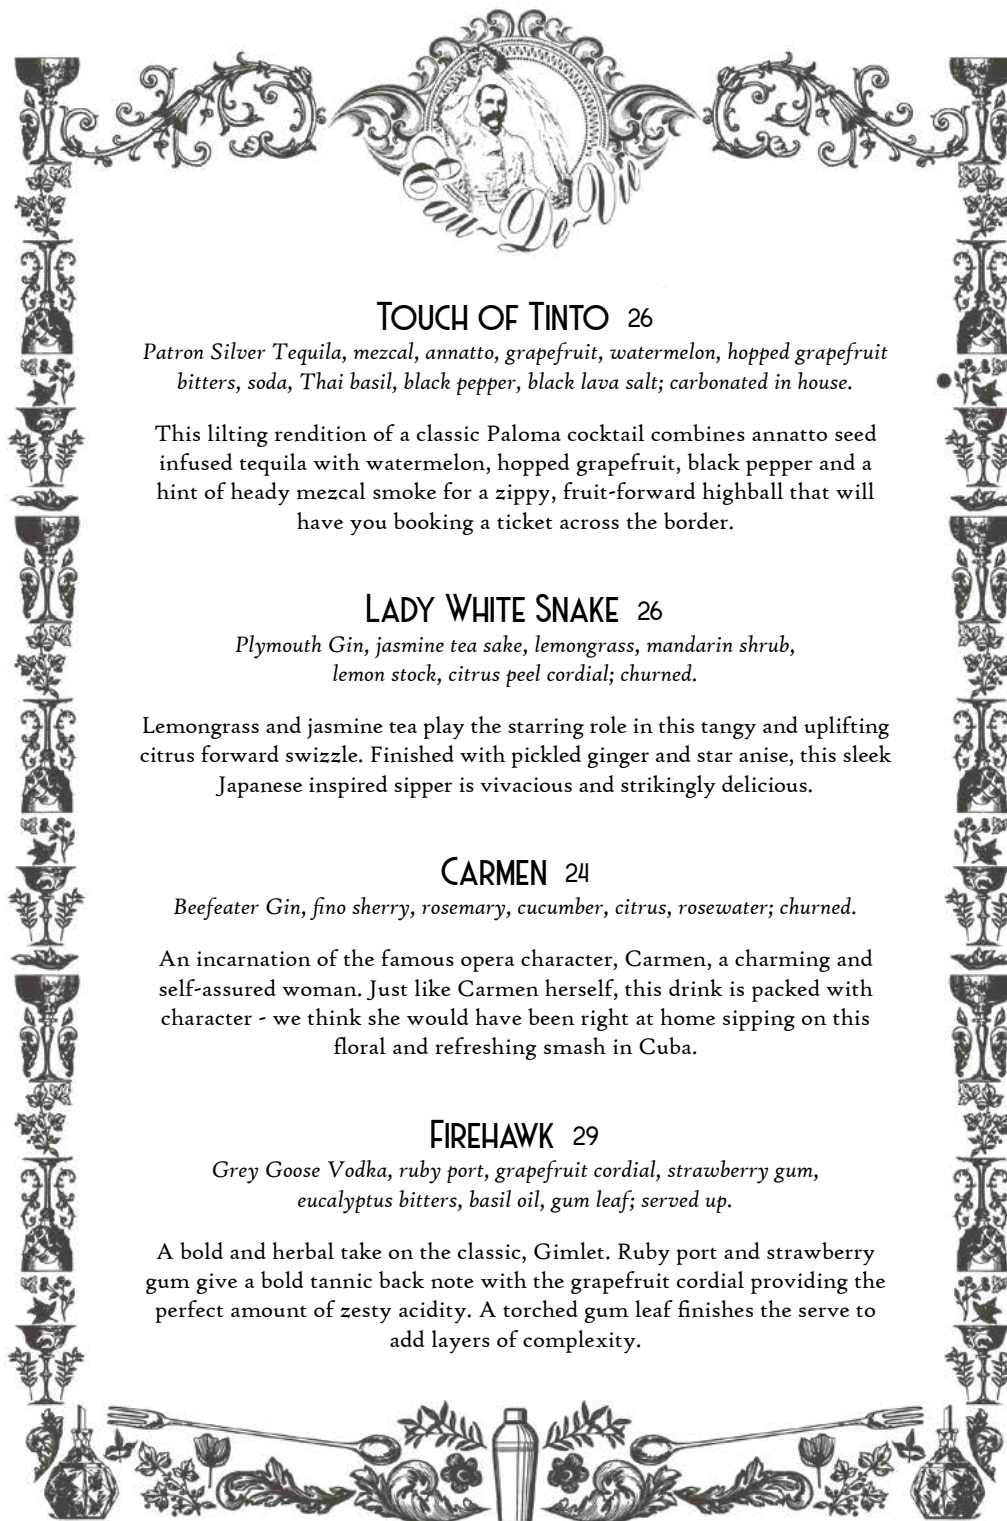 Eau-De-Vie
TOUCH OF TINTO 26
Patron Silver Tequila, mezcal, annatto, grapefruit, watermelon, hopped grapefruit
bitters, soda, Thai basil, black pepper, black lava salt; carbonated in house.
This lilting rendition of a classic Paloma cocktail combines annatto seed
infused tequila with watermelon, hopped grapefruit, black pepper and a
hint of heady mezcal smoke for a zippy, fruit-forward highball that will
have you booking a ticket across the border.
LADY WHITE SNAKE 26
Plymouth Gin, jasmine tea sake, lemongrass, mandarin shrub,
lemon stock, citrus peel cordial; churned.
Lemongrass and jasmine tea play the starring role in this tangy and uplifting
citrus forward swizzle. Finished with pickled ginger and star anise, this sleek
Japanese inspired sipper is vivacious and strikingly delicious.
CARMEN 24
Beefeater Gin, fino sherry, rosemary, cucumber, citrus, rosewater; churned.
An incarnation of the famous opera character, Carmen, a charming and
self-assured woman. Just like Carmen herself, this drink is packed with
character - we think she would have been right at home sipping on this
floral and refreshing smash in Cuba.
FIREHAWK 29
Grey Goose Vodka, ruby port, grapefruit cordial, strawberry gum,
eucalyptus bitters, basil oil, gum leaf; served up.
A bold and herbal take on the classic, Gimlet. Ruby port and strawberry
gum give a bold tannic back note with the grapefruit cordial providing the
perfect amount of zesty acidity. A torched gum leaf finishes the serve to
add layers of complexity.